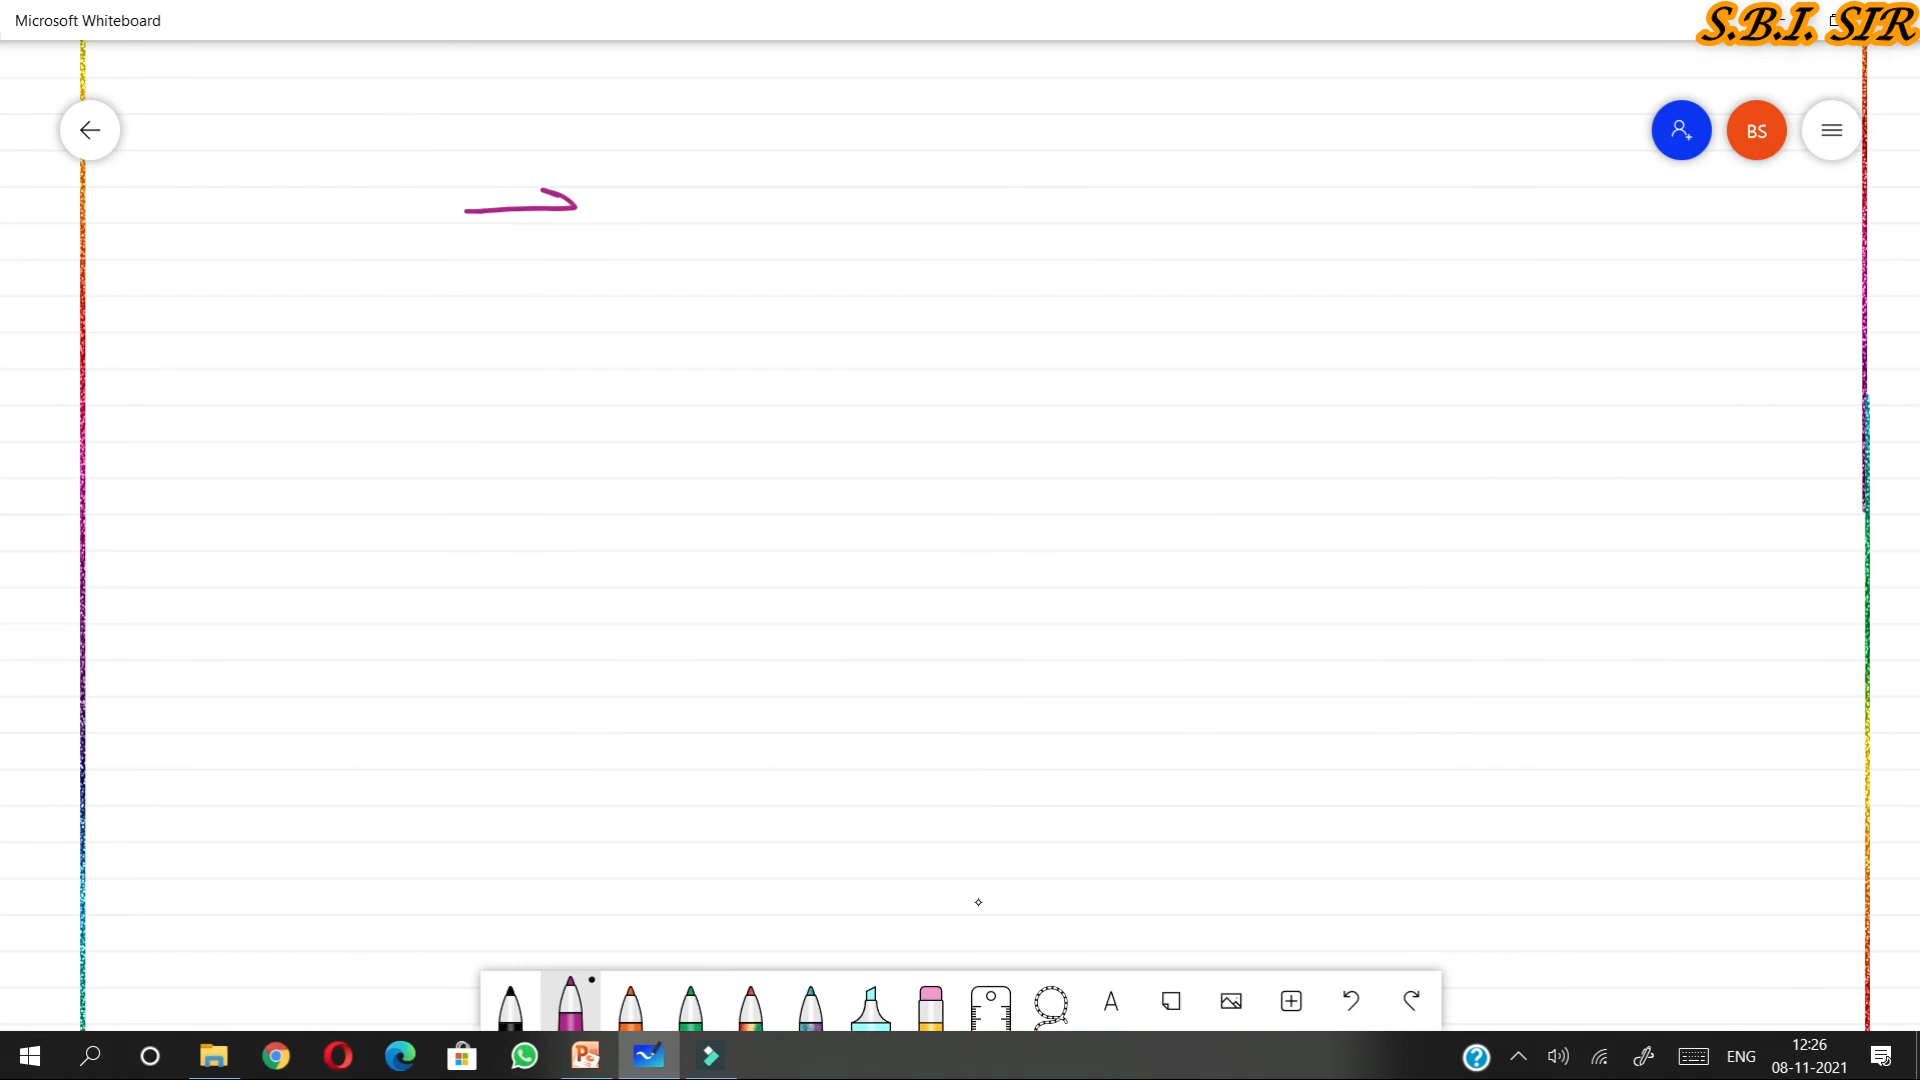 Microsoft Whiteboard
S.B.I. SIR
BS
A
ENG
12:26
08-11-2021